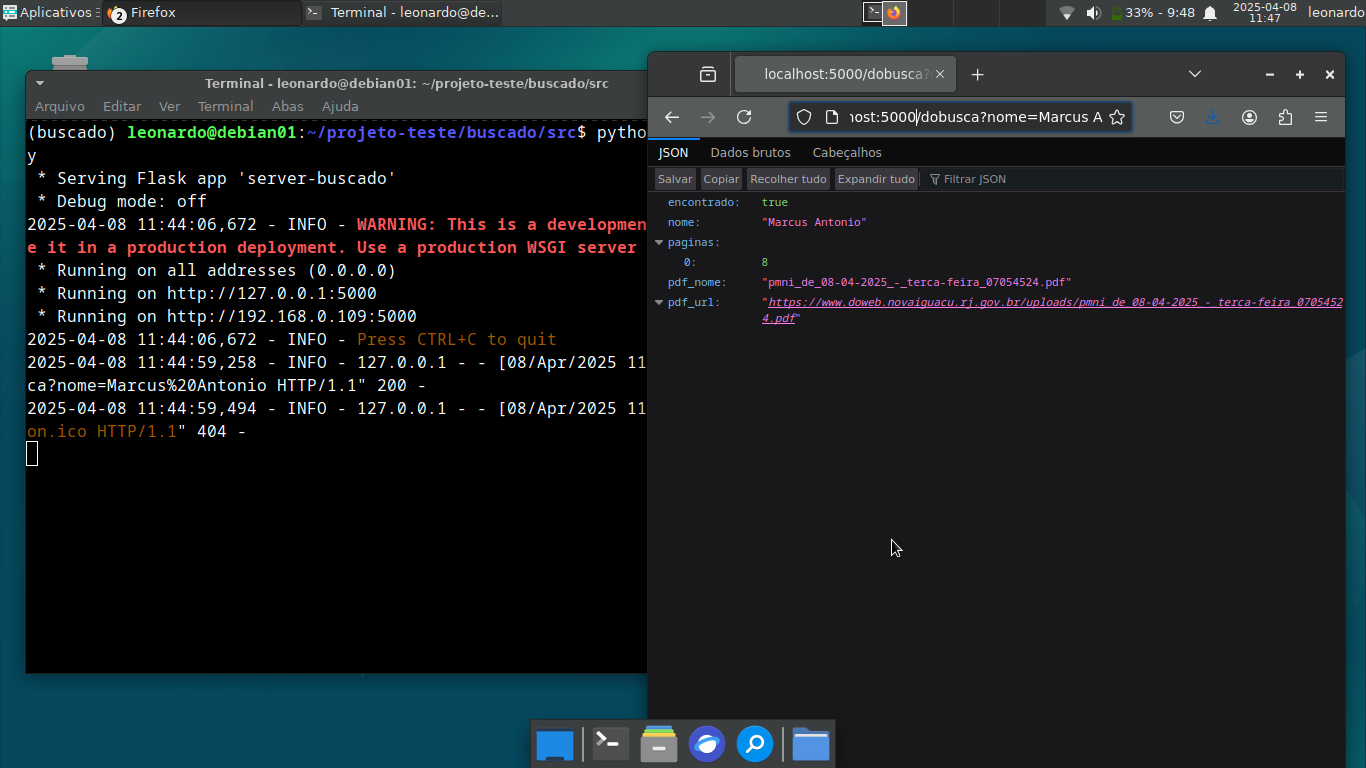 Aplicativos
2 Firefox
Terminal - leonardo@de...
33% - 9:48
2025-04-08
11:47
leonardo
Terminal - leonardo@debian01: ~/projeto-teste/buscado/src
Arquivo Editar Ver Terminal Abas Ajuda
(buscado) leonardo@debian01:~/projeto-teste/buscado/src$ pytho
y
* Serving Flask app 'server-buscado'
* Debug mode: off
2025-04-08 11:44:06,672 - INFO - WARNING: This is a developmen
e it in a production deployment. Use a production WSGI server
* Running on all addresses (0.0.0.0)
* Running on http://127.0.0.1:5000
* Running on http://192.168.0.109:5000
2025-04-08 11:44:06,672 - INFO - Press CTRL+C to quit
2025-04-08 11:44:59,258 - INFO - 127.0.0.1 - - [08/Apr/2025 11
ca?nome=Marcus%20Antonio HTTP/1.1" 200 -
2025-04-08 11:44:59,494 - INFO - 127.0.0.1 - - [08/Apr/2025 11
on.ico HTTP/1.1" 404 -
localhost:5000/dobusca?
host:5000/dobusca?nome=Marcus A
JSON Dados brutos Cabeçalhos
Salvar Copiar Recolher tudo Expandir tudo Filtrar JSON
encontrado: true
nome: "Marcus Antonio"
paginas:
0: 8
pdf_nome: "pmni_de_08-04-2025_-_terca-feira_07054524.pdf"
pdf_url: "https://www.doweb.novaiguacu.rj.gov.br/uploads/pmni_de_08-04-2025_-_terca-feira_0705452
4.pdf"